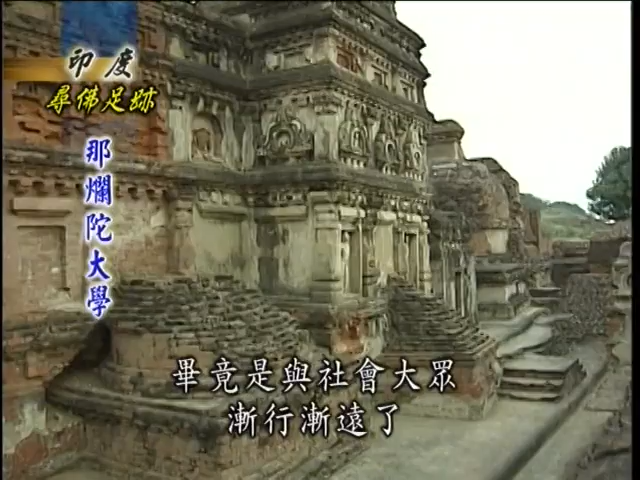 印度
尋佛足跡
那爛陀大學
畢竟是與社會大眾
漸行漸遠了